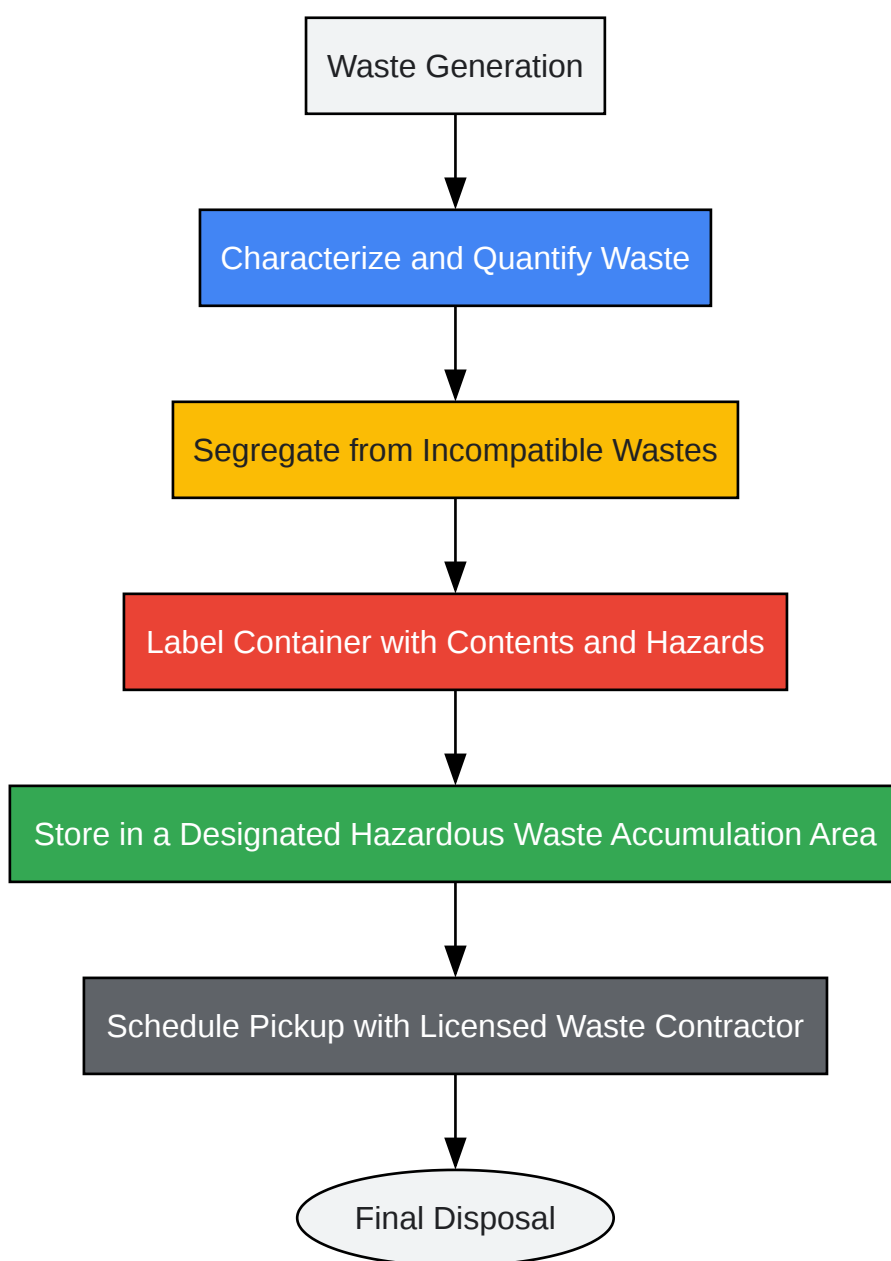 Waste Generation
Characterize and Quantify Waste
Segregate from Incompatible Wastes
Label Container with Contents and Hazards
Store in a Designated Hazardous Waste Accumulation Area
Schedule Pickup with Licensed Waste Contractor
Final Disposal